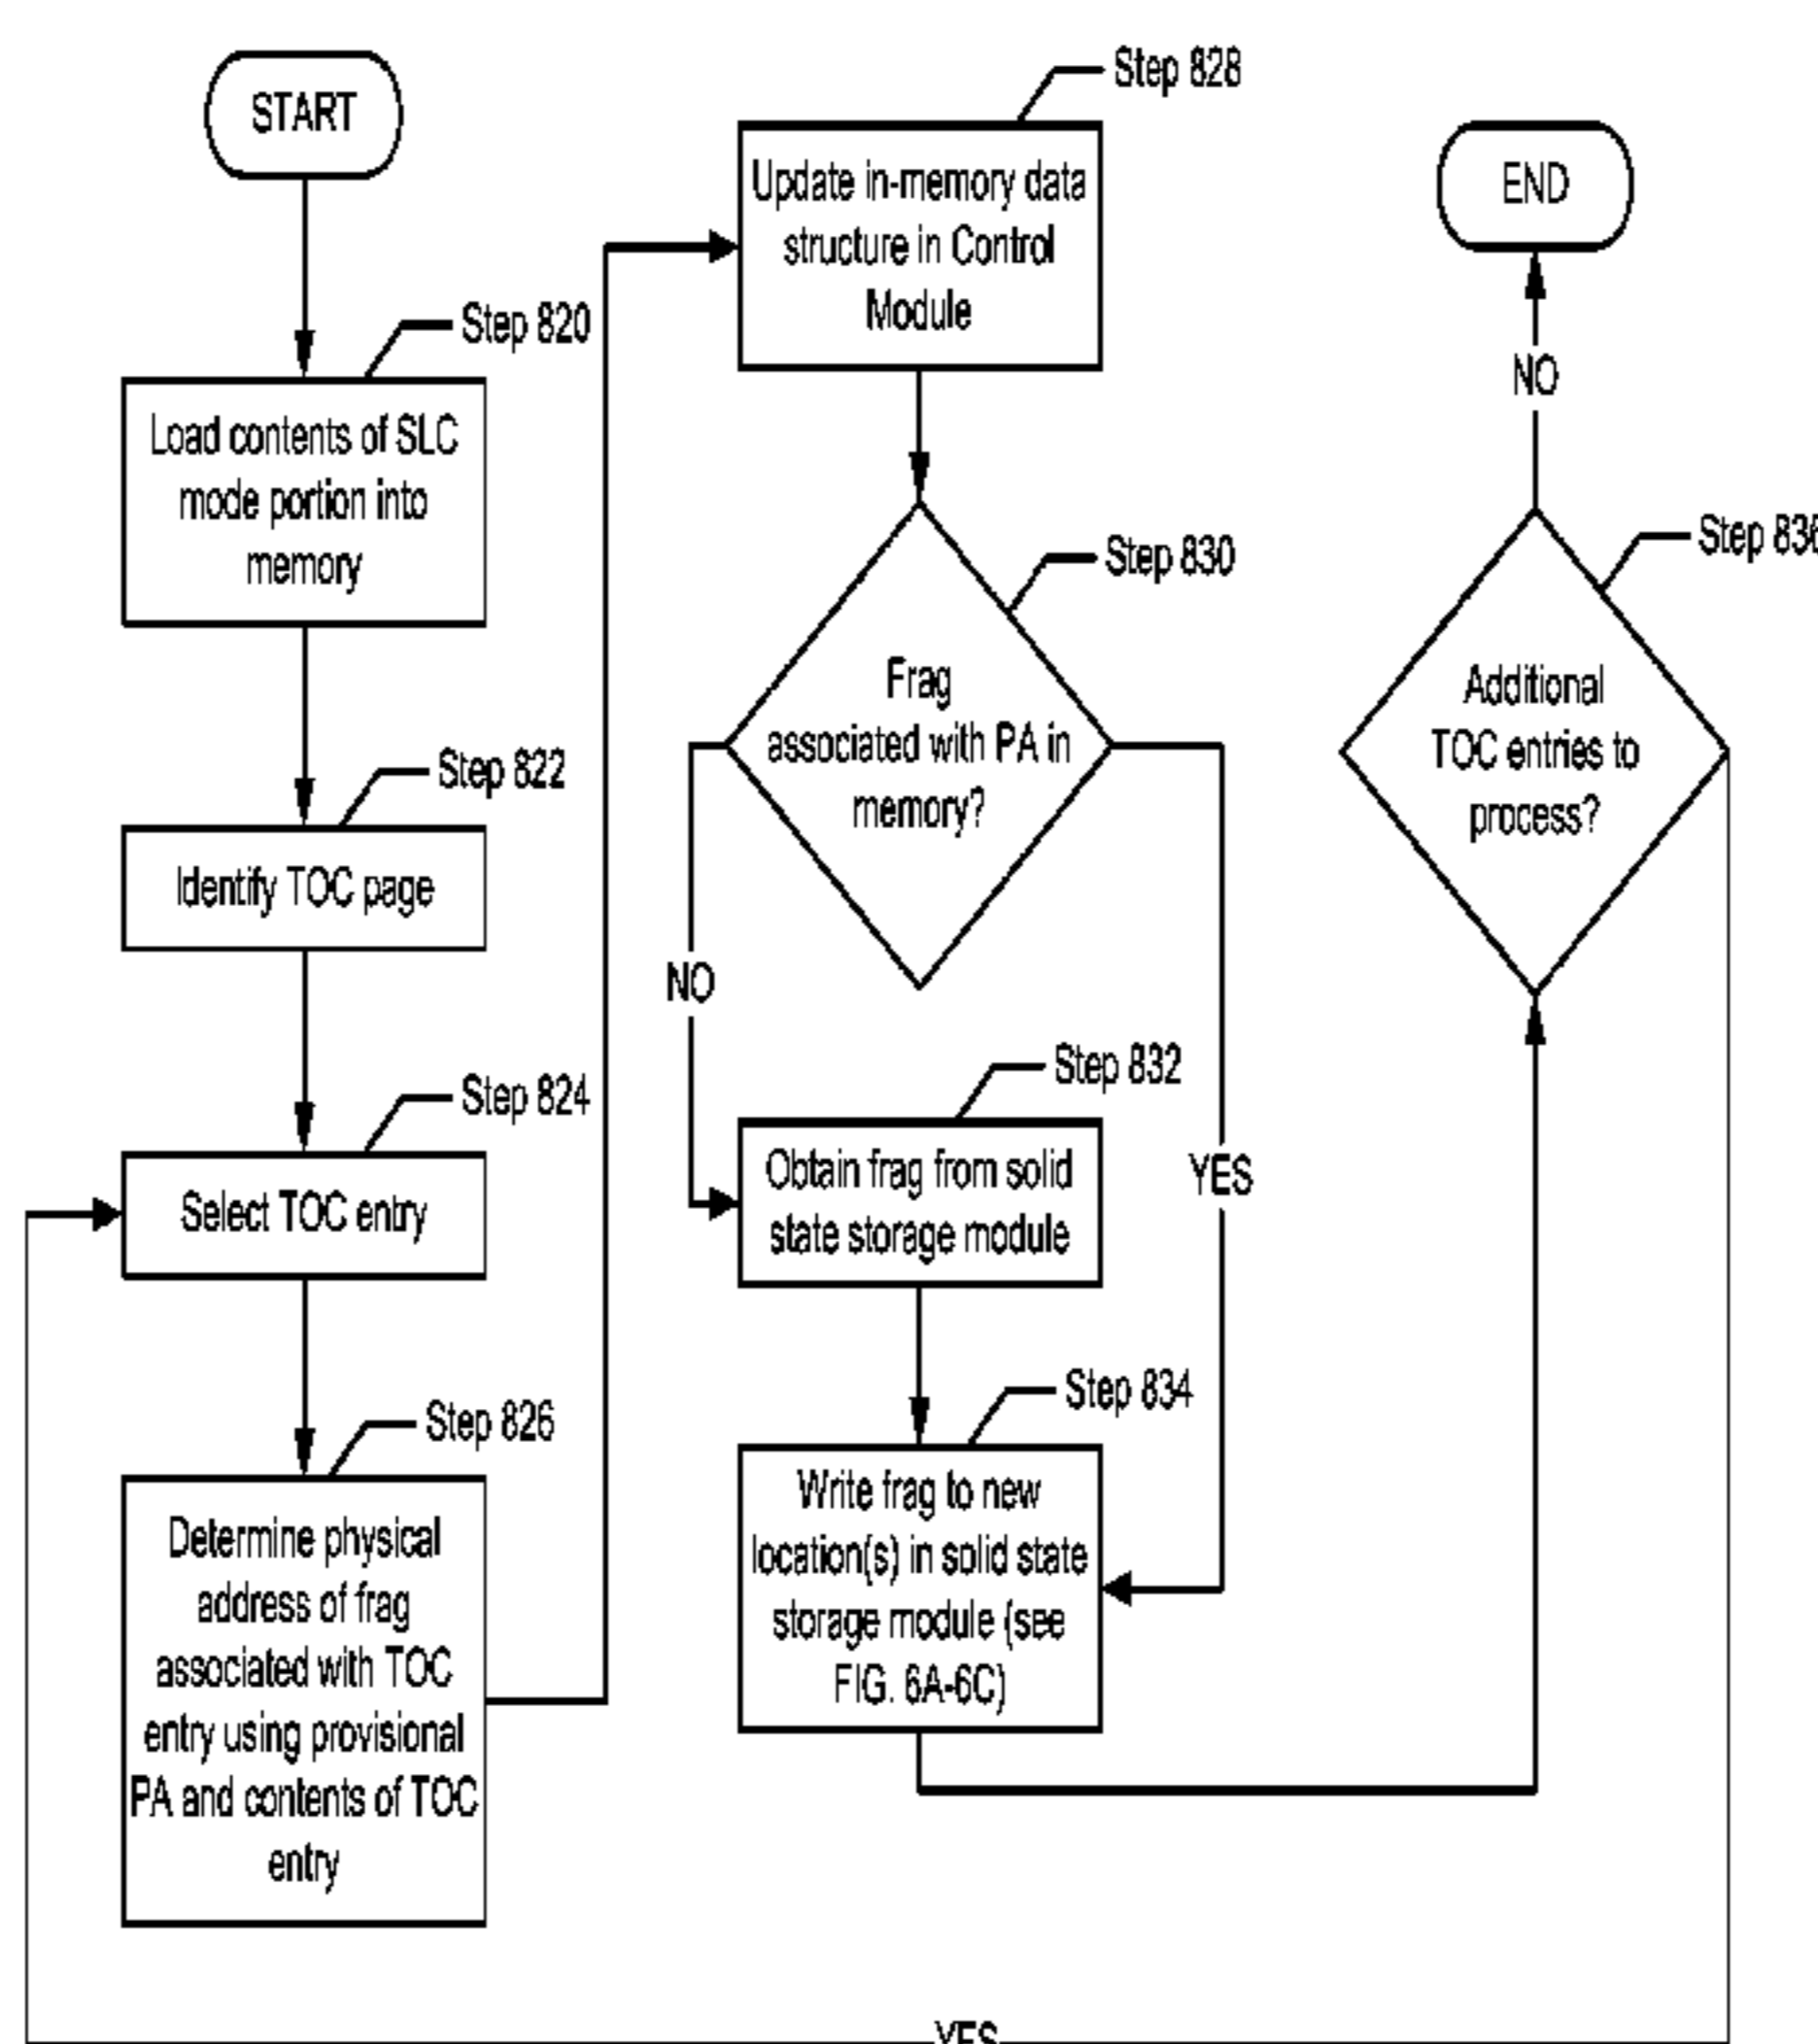 START
Step 820
Load contents of SLC
mode portion into
memory
Step 822
Identify TOC page
Step 824
Select TOC entry
Step 826
Determine physical
address of frag
associated with TOC
entry using provisional
PA and contents of TOC
entry
Step 828
Update in-memory data
structure in Control
Module
Step 830
Frag
associated with PA in
memory?
NO
YES
Step 832
Obtain frag from solid
state storage module
Step 834
Write frag to new
location(s) in solid state
storage module (see
FIG. 6A-6C)
END
NO
Step 836
Additional
TOC entries to
process?
YES